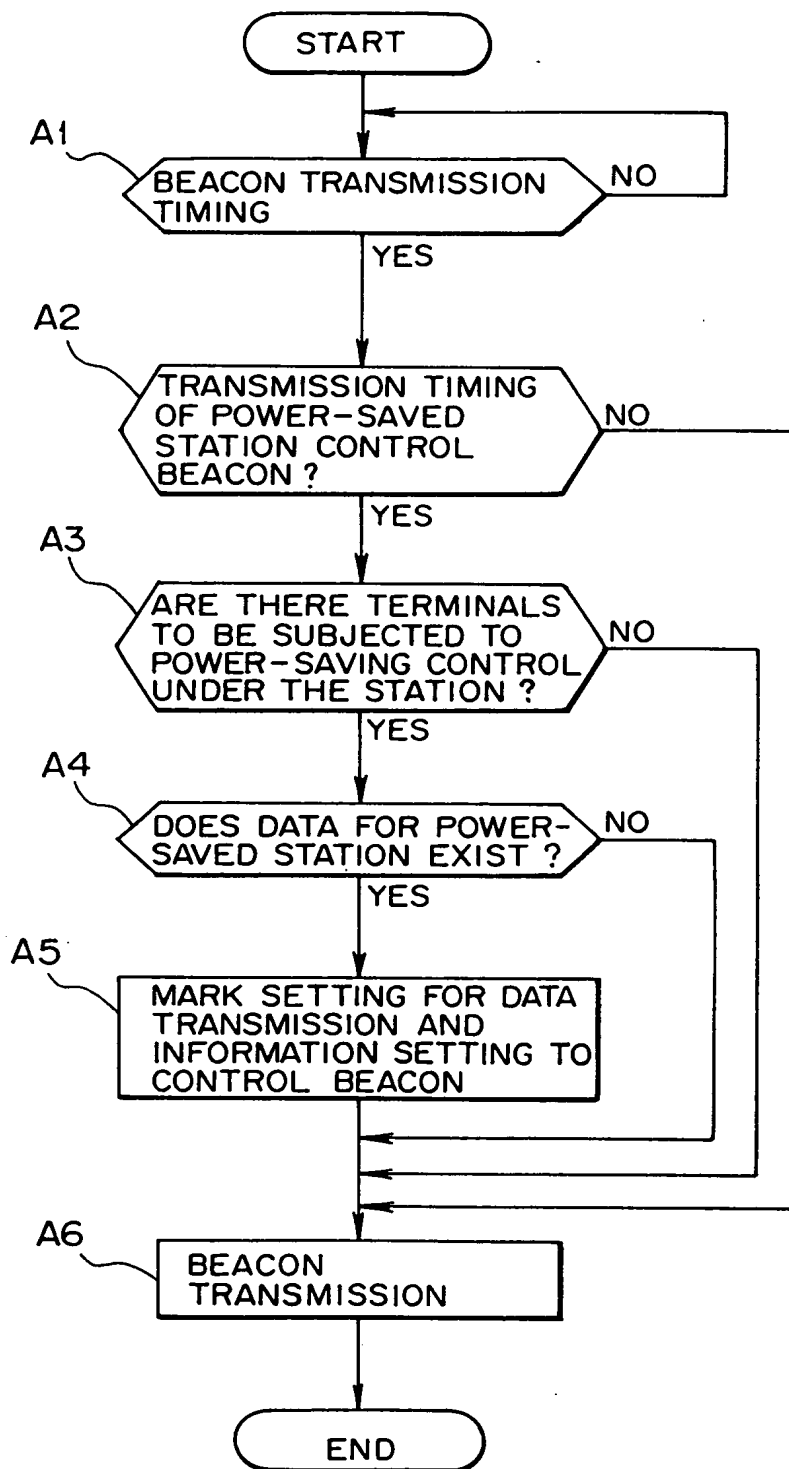 START
A1
BEACON TRANSMISSION
TIMING
NO
YES
A2
TRANSMISSION TIMING
OF POWER-SAVED
STATION CONTROL
BEACON?
NO
YES
A3
ARE THERE TERMINALS
TO BE SUBJECTED TO
POWER-SAVING CONTROL
UNDER THE STATION?
NO
YES
A4
DOES DATA FOR POWER-
SAVED STATION EXIST?
NO
YES
A5
MARK SETTING FOR DATA
TRANSMISSION AND
INFORMATION SETTING TO
CONTROL BEACON
A6
BEACON
TRANSMISSION
END